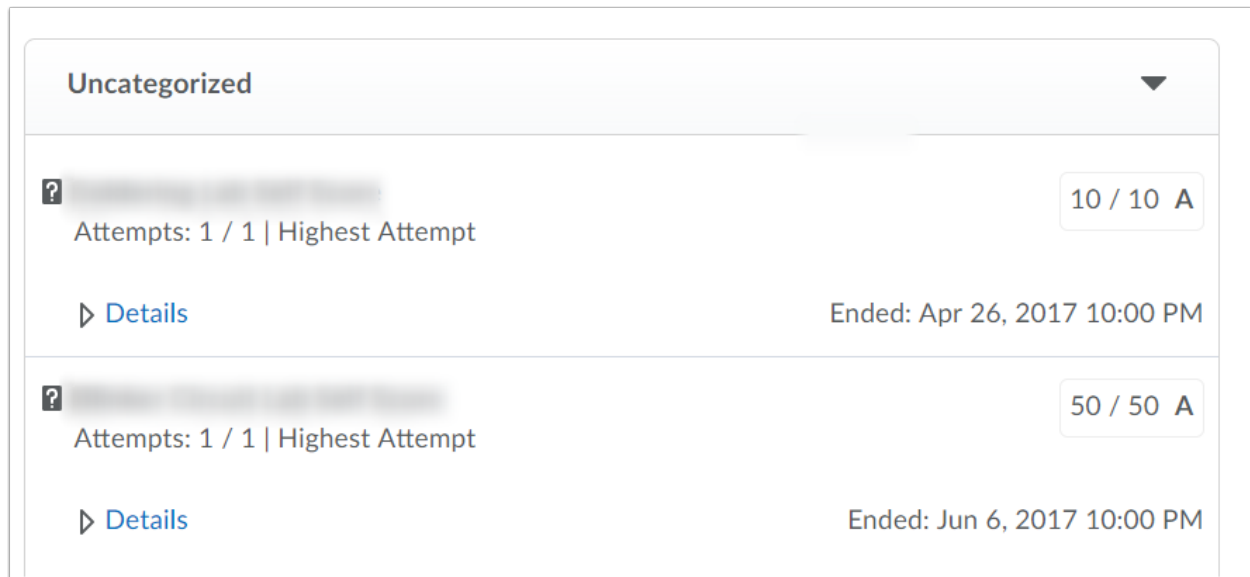 Uncategorized
10 / 10 A
Attempts: 1 / 1 | Highest Attempt
Details
Ended: Apr 26, 2017 10:00 PM
50 / 50 A
Attempts: 1 / 1 | Highest Attempt
Details
Ended: Jun 6, 2017 10:00 PM